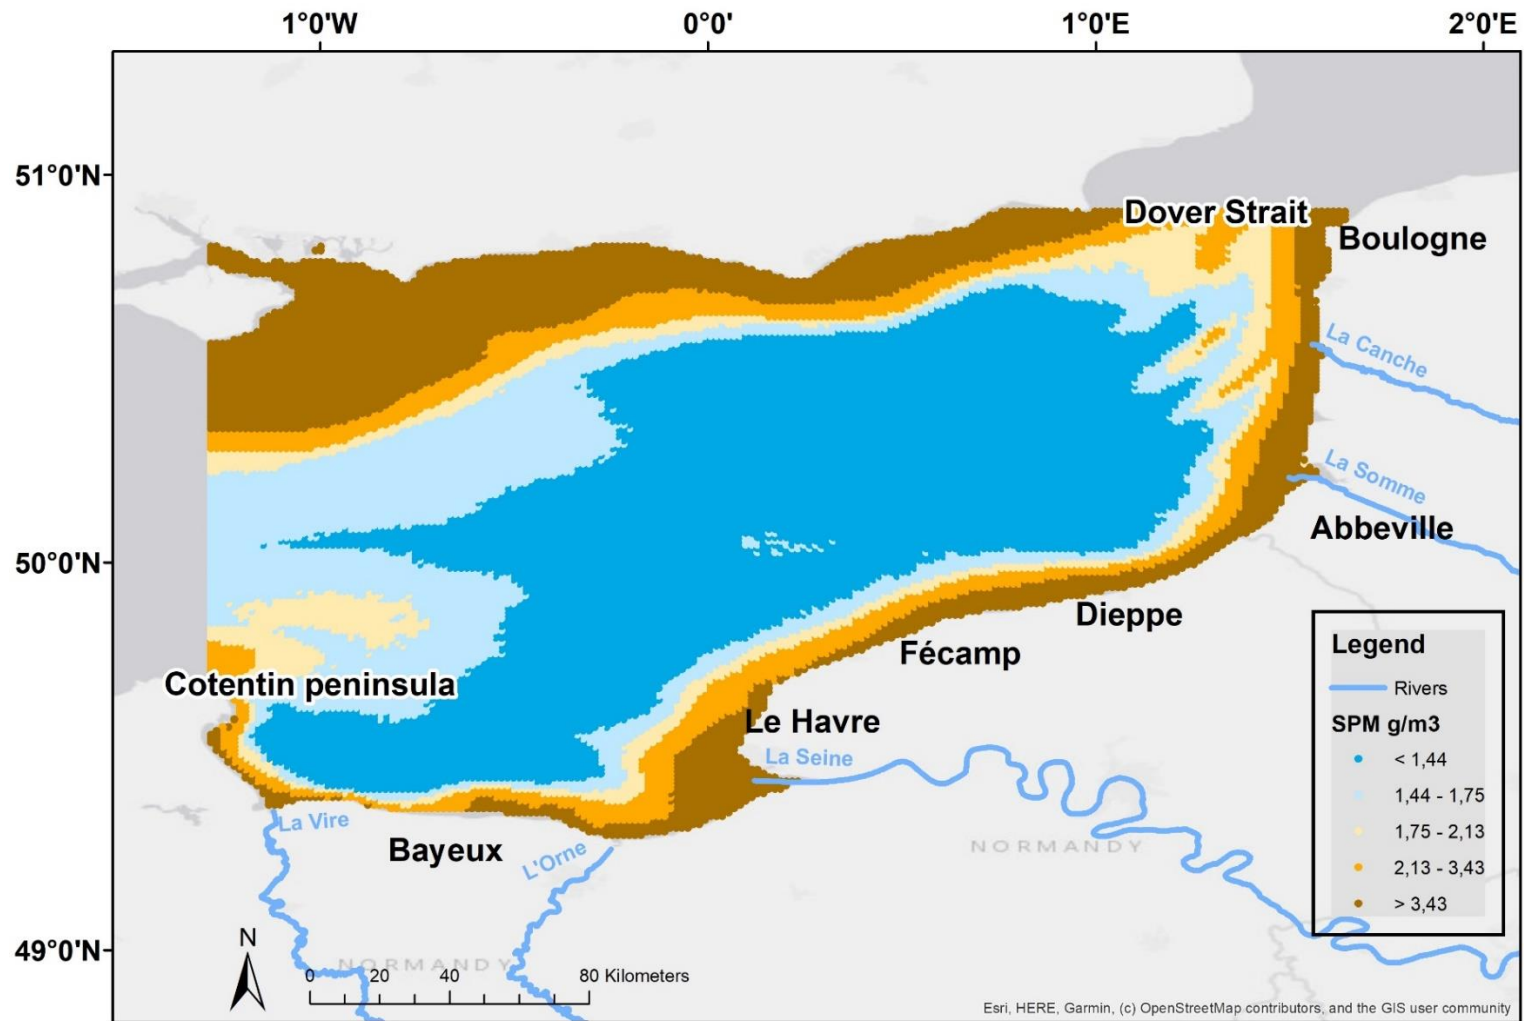 1°0'W
0°0'
1°0'E
2°0'E
51°0'N
Dover Strait
Boulogne
La Canche
La Somme
Abbeville
50°0'N
Dieppe
Fécamp
Cotentin peninsula
Le Havre
La Seine
La Vire
Bayeux
L'Orne
NORMANDY
Legend
Rivers
SPM g/m3
< 1,44
1,44 - 1,75
1,75 - 2,13
2,13 - 3,43
> 3,43
49°0'N
N
NORMANDY
0 20 40 80 Kilometers
Esri, HERE, Garmin, (c) OpenStreetMap contributors, and the GIS user community